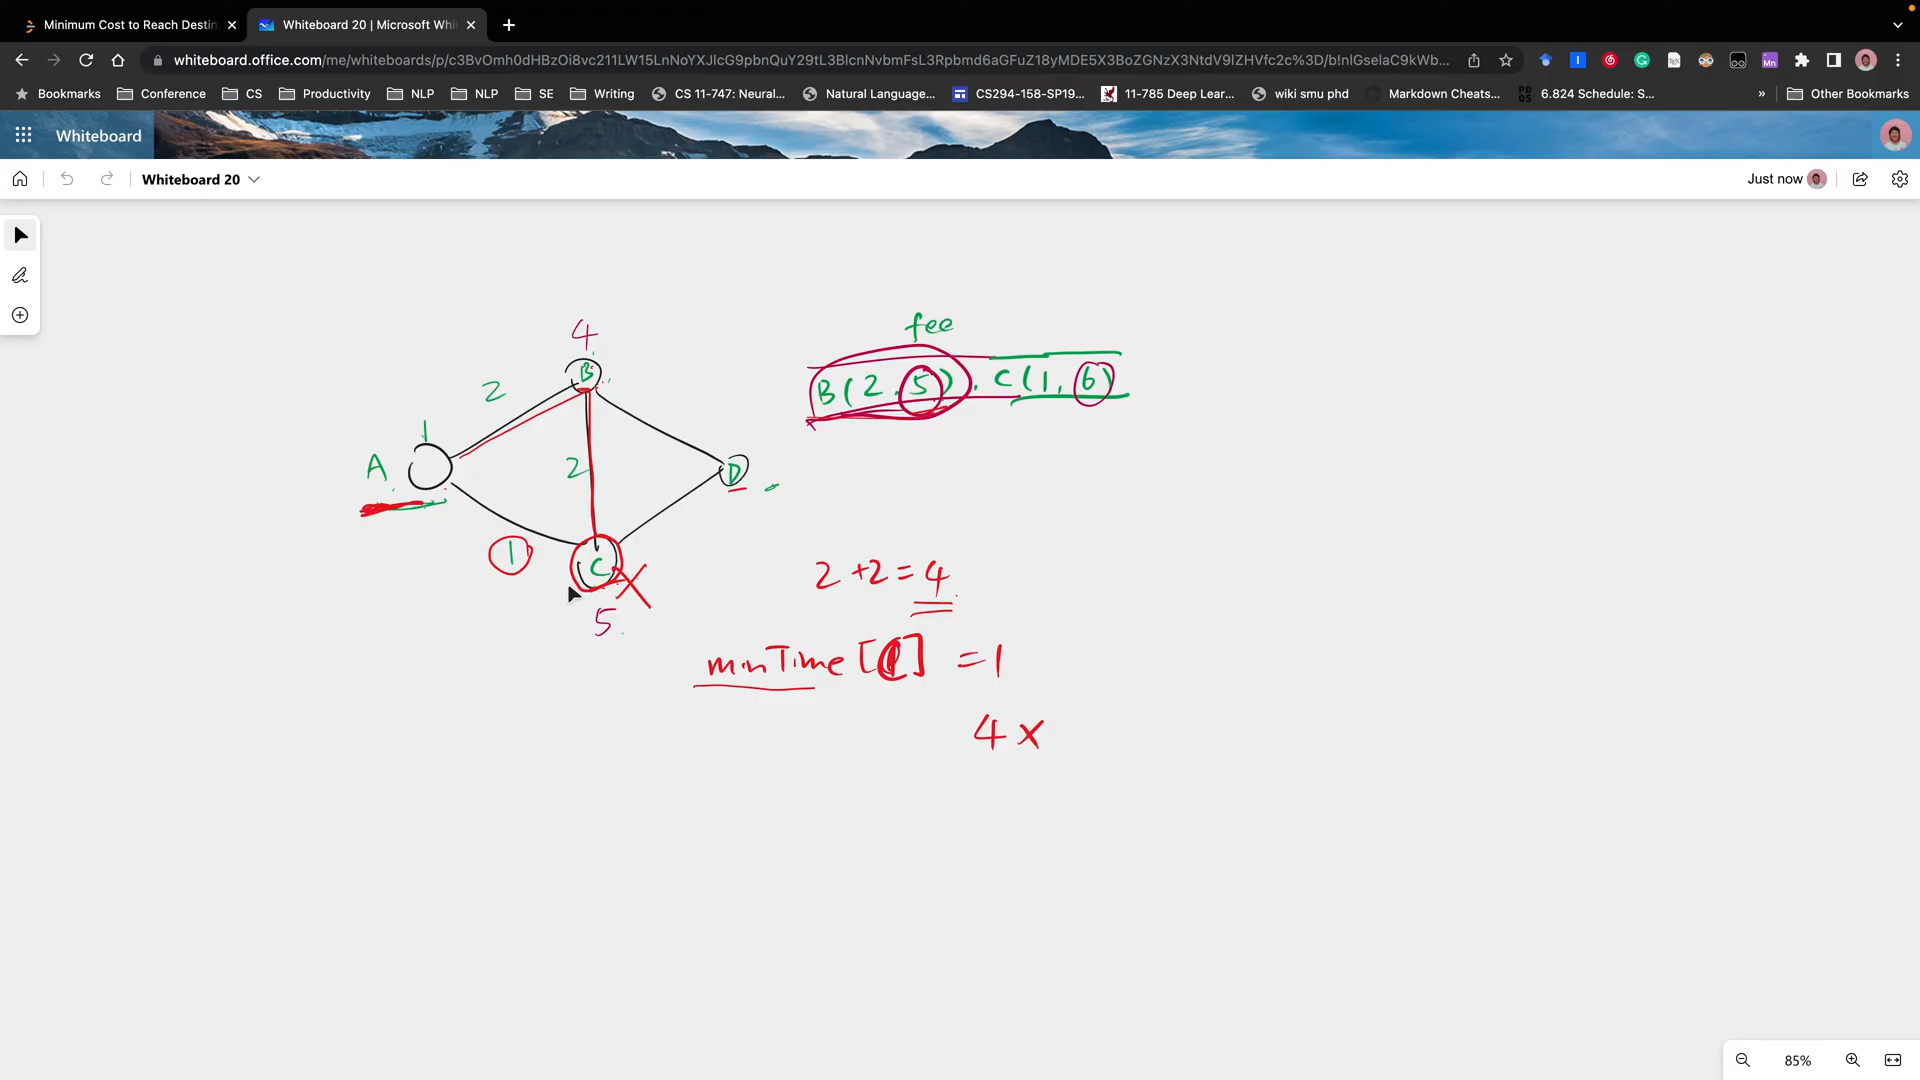 Minimum Cost to Reach Destin
Whiteboard 20 | Microsoft Whi
whiteboard.office.com/me/whiteboards/p/c3BvOmh0dHBzOi8vc211LW15LnNoYXJlcG9pbnQuY29tL3BlcnNvbmFsL3Rpbmd6aGFuZ18yMDE5X3BoZGNzX3NtdV9lZHVfc2c%3D/b!nlGselaC9kWb...
Bookmarks Conference CS Productivity NLP NLP SE Writing CS 11-747: Neural... Natural Language... CS294-158-SP19... 11-785 Deep Lear... wiki smu phd Markdown Cheats... 6.824 Schedule: S... » Other Bookmarks
Whiteboard
Whiteboard 20
Just now
4
fee
B(2.5).C(1,6)
B
2
1
A
2
D
1
C
5
2+2=4
minTime[ ]=1
4 x
85%